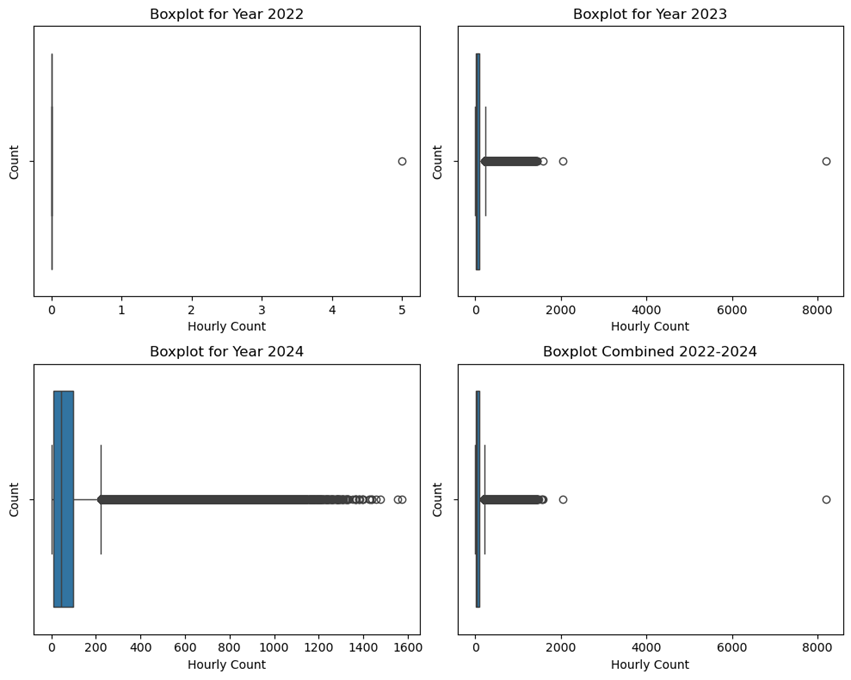 Boxplot for Year 2022
Count
0 1 2 3 4 5
Hourly Count
Boxplot for Year 2023
Count
0 2000 4000 6000 8000
Hourly Count
Boxplot for Year 2024
Count
0 200 400 600 800 1000 1200 1400 1600
Hourly Count
Boxplot Combined 2022-2024
Count
0 2000 4000 6000 8000
Hourly Count